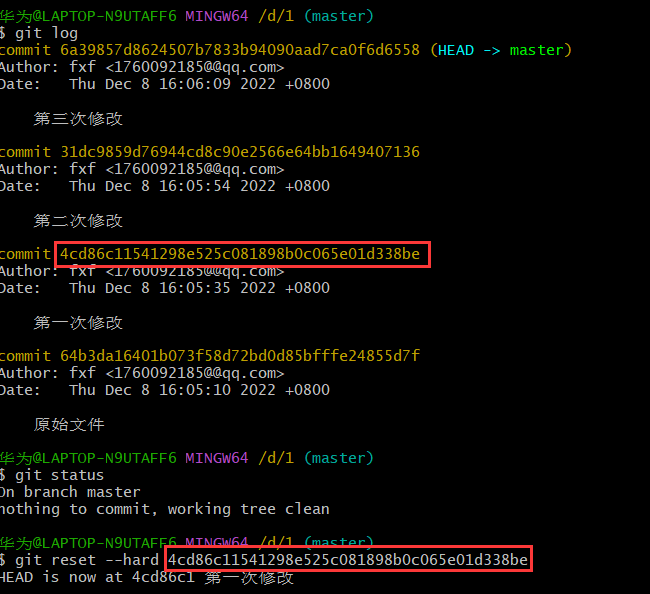 华为@LAPTOP-N9UTAFF6 MINGW64 /d/1 (master)
$ git log
commit 6a39857d8624507b7833b94090aad7ca0f6d6558 (HEAD -> master)
Author: fxf <1760092185@@qq.com>
Date:   Thu Dec 8 16:06:09 2022 +0800
第三次修改
commit 31dc9859d76944cd8c90e2566e64bb1649407136
Author: fxf <1760092185@@qq.com>
Date:   Thu Dec 8 16:05:54 2022 +0800
第二次修改
commit 4cd86c11541298e525c081898b0c065e01d338be
Author: fxf <1760092185@@qq.com>
Date:   Thu Dec 8 16:05:35 2022 +0800
第一次修改
commit 64b3da16401b073f58d72bd0d85bfffe24855d7f
Author: fxf <1760092185@@qq.com>
Date:   Thu Dec 8 16:05:10 2022 +0800
原始文件
华为@LAPTOP-N9UTAFF6 MINGW64 /d/1 (master)
$ git status
On branch master
nothing to commit, working tree clean
华为@LAPTOP-N9UTAFF6 MINGW64 /d/1 (master)
$ git reset --hard 4cd86c11541298e525c081898b0c065e01d338be
HEAD is now at 4cd86c1 第一次修改